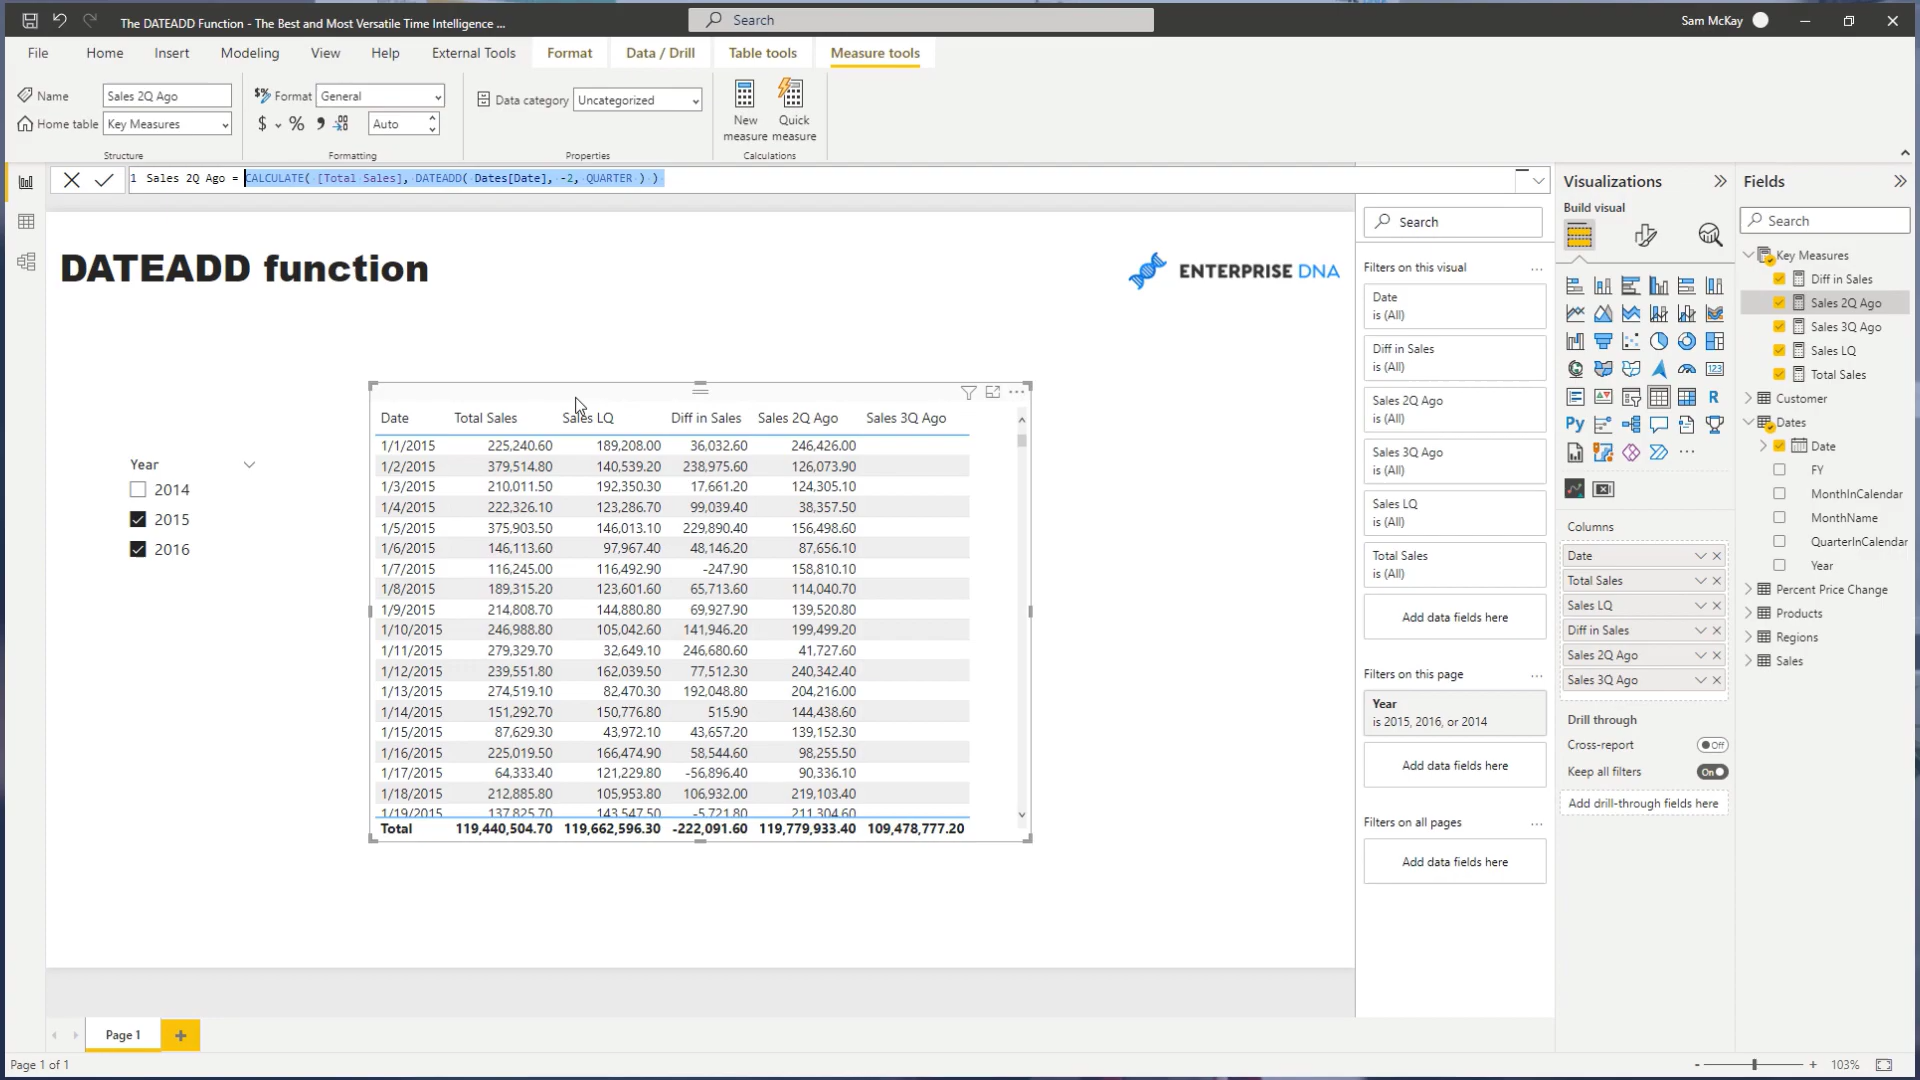 The DATEADD Function - The Best and Most Versatile Time Intelligence ...
Search
Sam McKay
File Home Insert Modeling View Help External Tools Format Data / Drill Table tools Measure tools
Name Sales 2Q Ago
Home table Key Measures
Structure
Format General
$ % Auto
Formatting
Data category Uncategorized
Properties
New measure
Quick measure
Calculations
1 Sales 2Q Ago = CALCULATE( [Total Sales], DATEADD( Dates[Date], -2, QUARTER ) )
DATEADD function
ENTERPRISE DNA
Year
2014
2015
2016
Date Total Sales Sales LQ Diff in Sales Sales 2Q Ago Sales 3Q Ago
1/1/2015 225,240.60 189,208.00 36,032.60 246,426.00
1/2/2015 379,514.80 140,539.20 238,975.60 126,073.90
1/3/2015 210,011.50 192,350.30 17,661.20 124,305.10
1/4/2015 222,326.10 123,286.70 99,039.40 38,357.50
1/5/2015 375,903.50 146,013.10 229,890.40 156,498.60
1/6/2015 146,113.60 97,967.40 48,146.20 87,656.10
1/7/2015 116,245.00 116,492.90 -247.90 158,810.10
1/8/2015 189,315.20 123,601.60 65,713.60 114,040.70
1/9/2015 214,808.70 144,880.80 69,927.90 139,520.80
1/10/2015 246,988.80 105,042.60 141,946.20 199,499.20
1/11/2015 279,329.70 32,649.10 246,680.60 41,727.60
1/12/2015 239,551.80 162,039.50 77,512.30 240,342.40
1/13/2015 274,519.10 82,470.30 192,048.80 204,216.00
1/14/2015 151,292.70 150,776.80 515.90 144,438.60
1/15/2015 87,629.30 43,972.10 43,657.20 139,152.30
1/16/2015 225,019.50 166,474.90 58,544.60 98,255.50
1/17/2015 64,333.40 121,229.80 -56,896.40 90,336.10
1/18/2015 212,885.80 105,953.80 106,932.00 219,103.40
1/19/2015 137,825.70 143,547.50 -5,721.80 211,304.60
Total 119,440,504.70 119,662,596.30 -222,091.60 119,779,933.40 109,478,777.20
Search
Filters on this visual ...
Date
is (All)
Diff in Sales
is (All)
Sales 2Q Ago
is (All)
Sales 3Q Ago
is (All)
Sales LQ
is (All)
Total Sales
is (All)
Add data fields here
Filters on this page ...
Year
is 2015, 2016, or 2014
Add data fields here
Filters on all pages ...
Add data fields here
Visualizations
Build visual
123
R
Py
...
Columns
Date
Total Sales
Sales LQ
Diff in Sales
Sales 2Q Ago
Sales 3Q Ago
Drill through
Cross-report Off
Keep all filters On
Add drill-through fields here
Fields
Search
Key Measures
Diff in Sales
Sales 2Q Ago
Sales 3Q Ago
Sales LQ
Total Sales
Customer
Dates
Date
FY
MonthInCalendar
MonthName
QuarterInCalendar
Year
Percent Price Change
Products
Regions
Sales
Page 1
+
Page 1 of 1
- + 103%